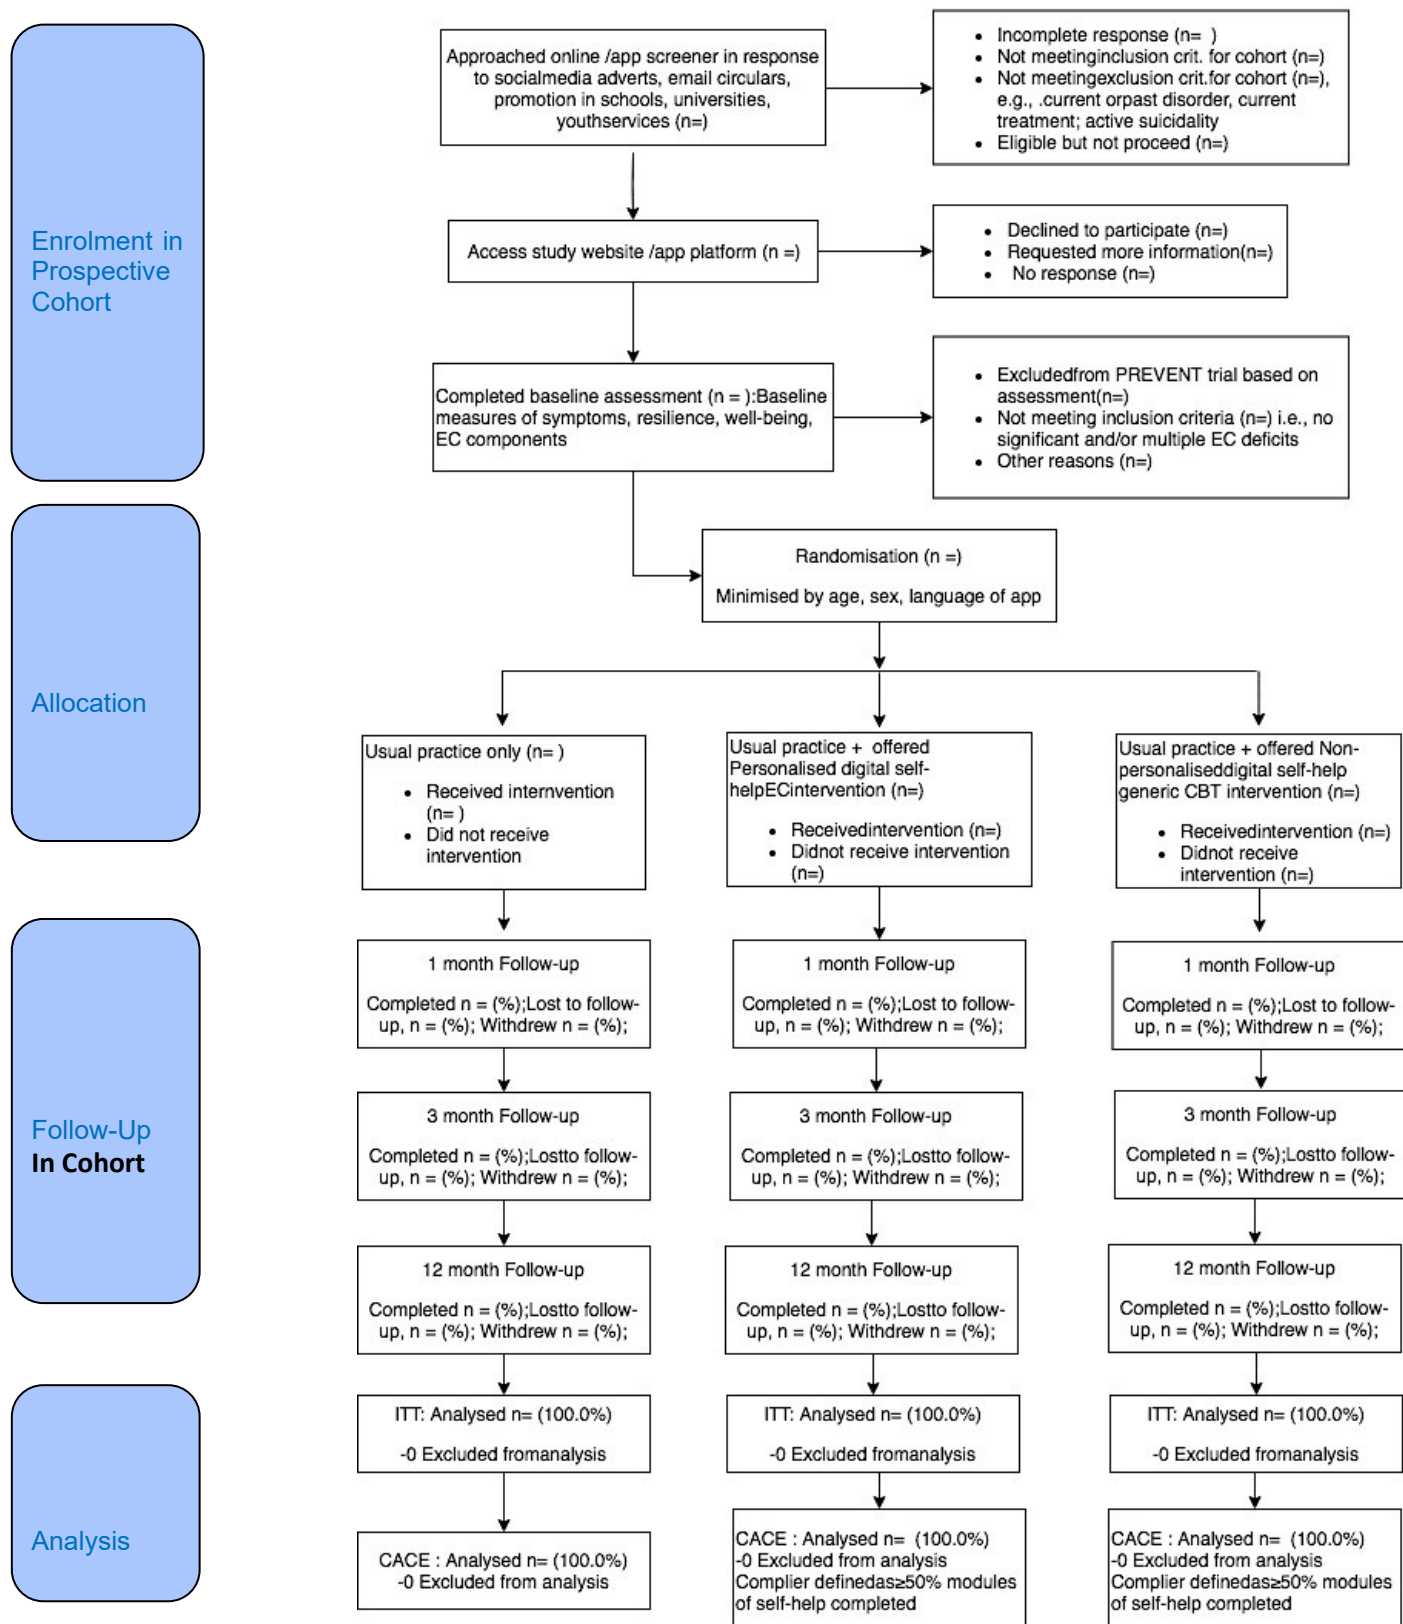 Enrolment in
Prospective
Cohort
Approached online /app screener in response
to socialmedia adverts, email circulars,
promotion in schools, universities,
youthservices (n=)
• Incomplete response (n= )
• Not meetinginclusion crit. for cohort (n=)
• Not meetingexclusion crit.for cohort (n=),
e.g., .current orpast disorder, current
treatment; active suicidality
• Eligible but not proceed (n=)
Access study website /app platform (n =)
• Declined to participate (n=)
• Requested more information(n=)
• No response (n=)
Completed baseline assessment (n = ):Baseline
measures of symptoms, resilience, well-being,
EC components
• Excludedfrom PREVENT trial based on
assessment(n=)
• Not meeting inclusion criteria (n=) i.e., no
significant and/or multiple EC deficits
• Other reasons (n=)
Allocation
Randomisation (n =)
Minimised by age, sex, language of app
Usual practice only (n= )
• Received internvention
(n= )
• Did not receive
intervention
Usual practice + offered
Personalised digital self-
helpECintervention (n=)
• Receivedintervention (n=)
• Didnot receive intervention
(n=)
Usual practice + offered Non-
personaliseddigital self-help
generic CBT intervention (n=)
• Receivedintervention (n=)
• Didnot receive
intervention (n=)
Follow-Up
In Cohort
1 month Follow-up
Completed n = (%);Lost to follow-
up, n = (%); Withdrew n = (%);
1 month Follow-up
Completed n = (%);Lost to follow-
up, n = (%); Withdrew n = (%);
1 month Follow-up
Completed n = (%);Lost to follow-
up, n = (%); Withdrew n = (%);
3 month Follow-up
Completed n = (%);Lostto follow-
up, n = (%); Withdrew n = (%);
3 month Follow-up
Completed n = (%);Lostto follow-
up, n = (%); Withdrew n = (%);
3 month Follow-up
Completed n = (%);Lostto follow-
up, n = (%); Withdrew n = (%);
12 month Follow-up
Completed n = (%);Lostto follow-
up, n = (%); Withdrew n = (%);
12 month Follow-up
Completed n = (%);Lostto follow-
up, n = (%); Withdrew n = (%);
12 month Follow-up
Completed n = (%);Lostto follow-
up, n = (%); Withdrew n = (%);
Analysis
ITT: Analysed n= (100.0%)
-0 Excluded fromanalysis
ITT: Analysed n= (100.0%)
-0 Excluded fromanalysis
ITT: Analysed n= (100.0%)
-0 Excluded fromanalysis
CACE : Analysed n= (100.0%)
-0 Excluded from analysis
CACE : Analysed n= (100.0%)
-0 Excluded from analysis
Complier definedas≥50% modules
of self-help completed
CACE : Analysed n= (100.0%)
-0 Excluded from analysis
Complier definedas≥50% modules
of self-help completed